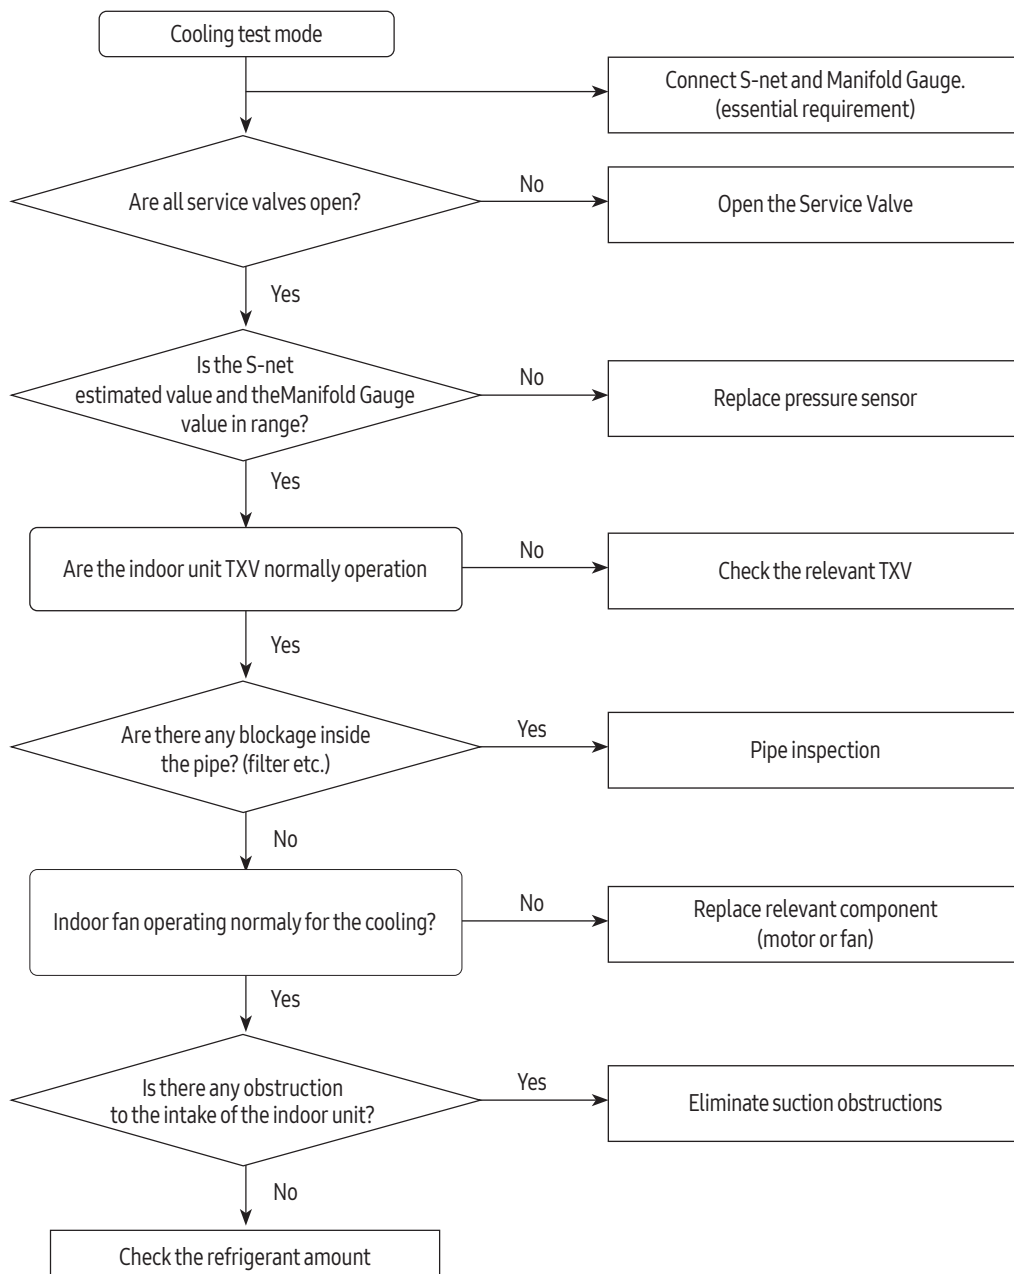 Cooling test mode
Connect S-net and Manifold Gauge.
(essential requirement)
Are all service valves open?
No
Open the Service Valve
Yes
Is the S-net
estimated value and theManifold Gauge
value in range?
No
Replace pressure sensor
Yes
Are the indoor unit TXV normally operation
No
Check the relevant TXV
Yes
Are there any blockage inside
the pipe? (filter etc.)
Yes
Pipe inspection
No
Indoor fan operating normaly for the cooling?
No
Replace relevant component
(motor or fan)
Yes
Is there any obstruction
to the intake of the indoor unit?
Yes
Eliminate suction obstructions
No
Check the refrigerant amount